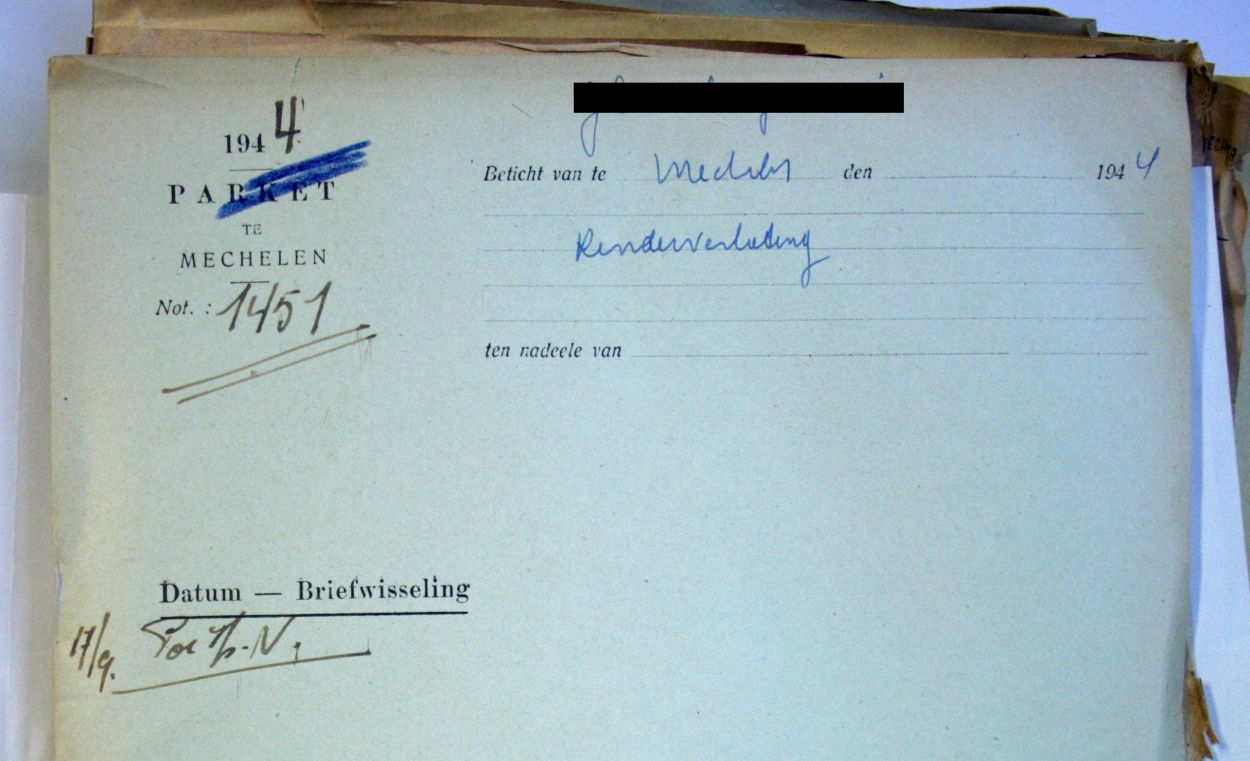 1944
PARKET
TE
MECHELEN
Not. : 1451
Beticht van te Mechelen den 1944
Kinderverlating
ten nadeele van
Datum — Briefwisseling
17/9.